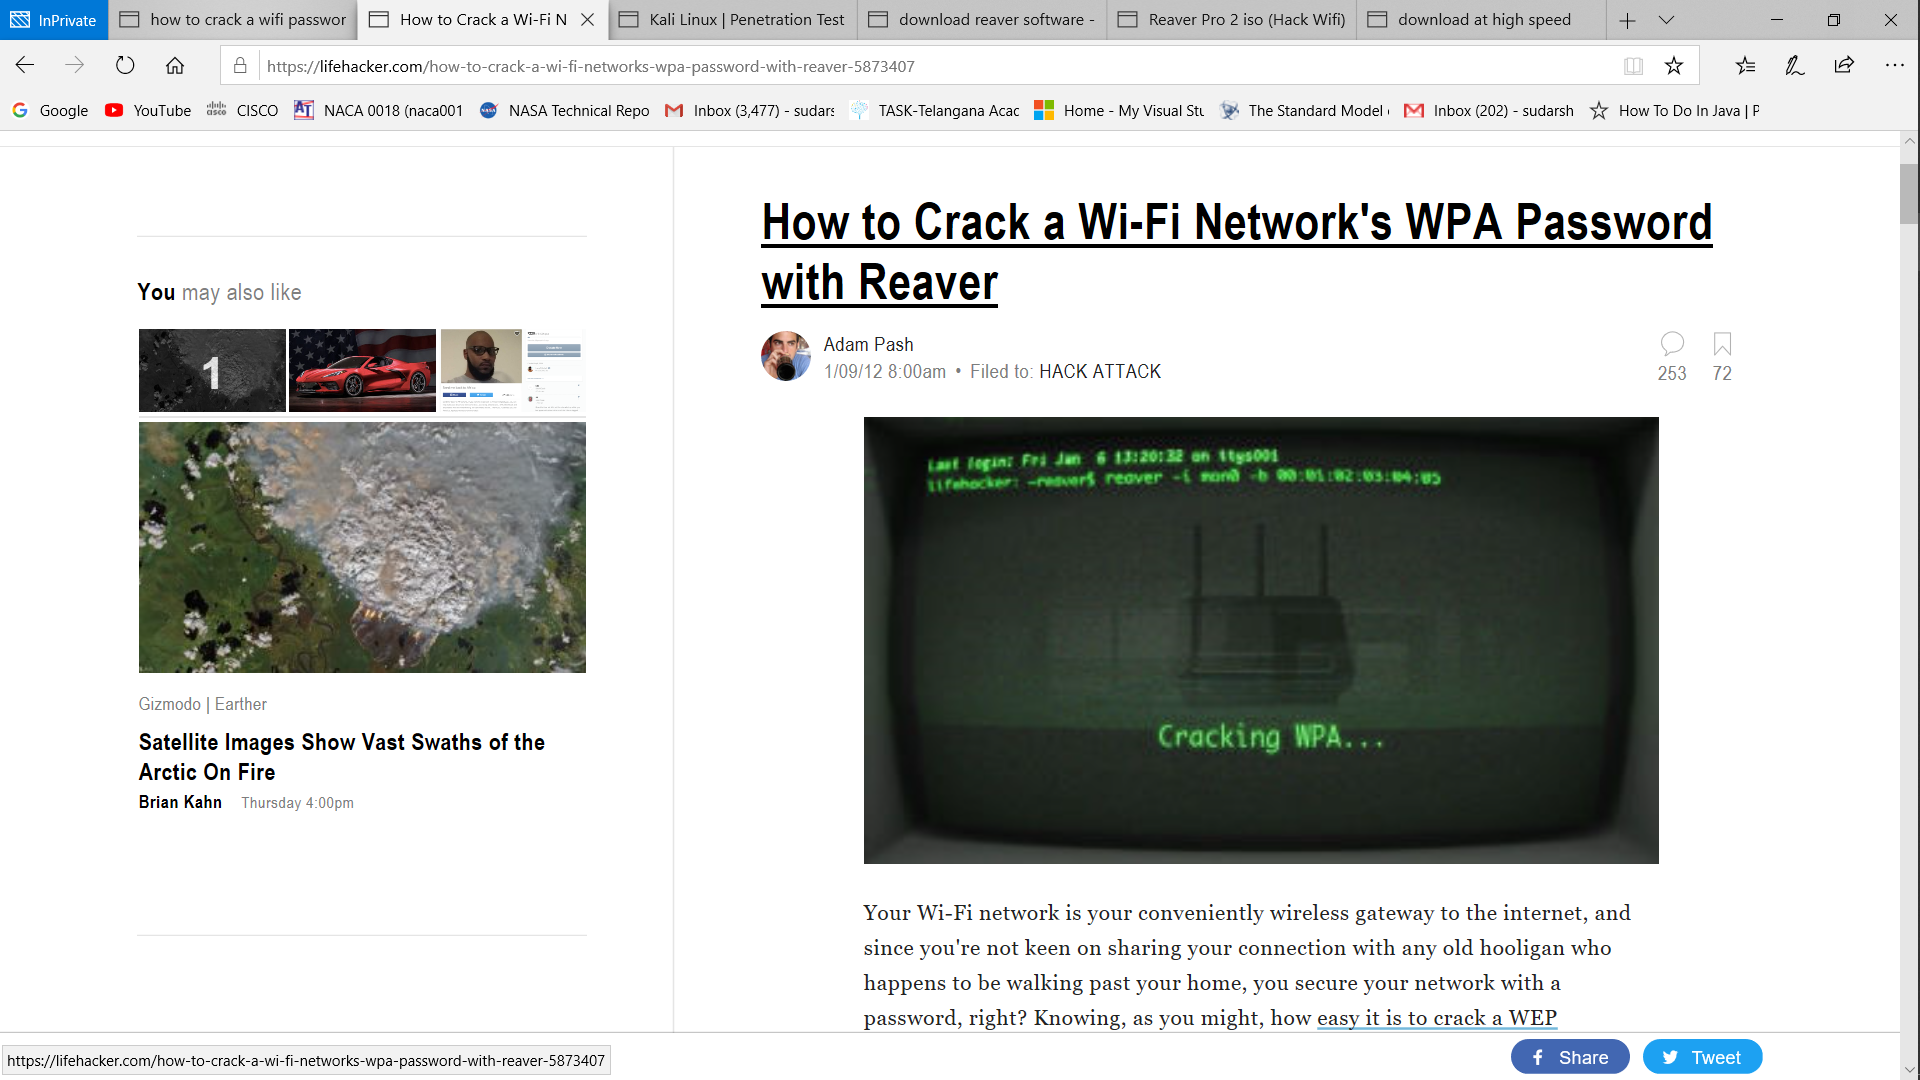 InPrivate
how to crack a wifi passwor
How to Crack a Wi-Fi N
Kali Linux | Penetration Test
download reaver software -
Reaver Pro 2 iso (Hack Wifi)
download at high speed
https://lifehacker.com/how-to-crack-a-wi-fi-networks-wpa-password-with-reaver-5873407
Google
YouTube
CISCO
NACA 0018 (naca001
NASA Technical Repo
Inbox (3,477) - sudars
TASK-Telangana Acac
Home - My Visual Stu
The Standard Model
Inbox (202) - sudarsh
How To Do In Java | P
How to Crack a Wi-Fi Network's WPA Password
with Reaver
Adam Pash
1/09/12 8:00am • Filed to: HACK ATTACK
253
72
You may also like
1
Gizmodo | Earther
Satellite Images Show Vast Swaths of the
Arctic On Fire
Brian Kahn Thursday 4:00pm
Last login: Fri Jan 6 13:20:32 on ttys001
lifehacker: ~reaver$ reaver -i mon0 -b 00:01:02:03:04:05
Cracking WPA...
Your Wi-Fi network is your conveniently wireless gateway to the internet, and
since you're not keen on sharing your connection with any old hooligan who
happens to be walking past your home, you secure your network with a
password, right? Knowing, as you might, how easy it is to crack a WEP
https://lifehacker.com/how-to-crack-a-wi-fi-networks-wpa-password-with-reaver-5873407
Share
Tweet